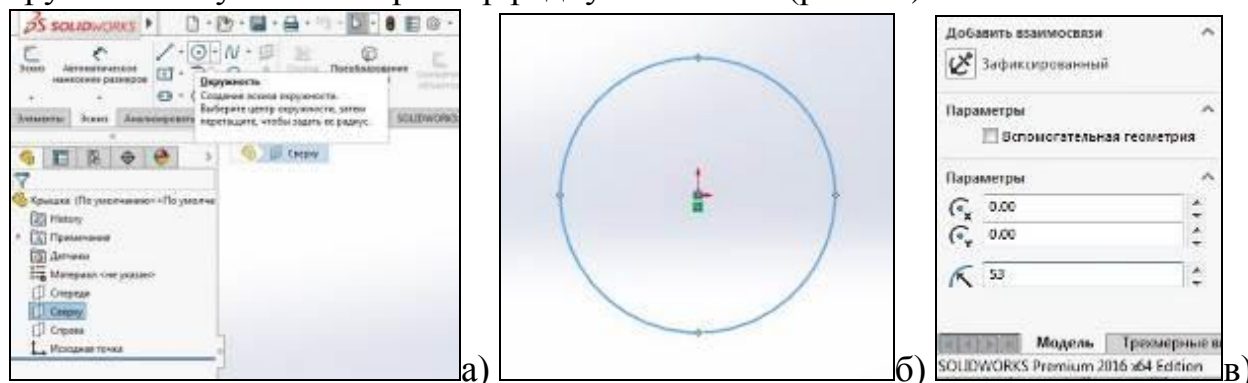 SOLIDWORKS
Эскиз
Автоматическое нанесение размеров
Окружность
Создание эскиза окружности.
Выберите центр окружности, затем
перетащите, чтобы задать ее радиус.
Элементы Эскиз SOLIDWORKS
Сверху
Крышка (По умолчанию) <По умолча
History
Примечания
Датчики
Материал <не указан>
Спереди
Сверху
Справа
Исходная точка
а)
б)
Добавить взаимосвязи
Зафиксированный
Параметры
Вспомогательная геометрия
Параметры
0.00
0.00
53
Модель Трехмерные в
SOLIDWORKS Premium 2016 x64 Edition
в)